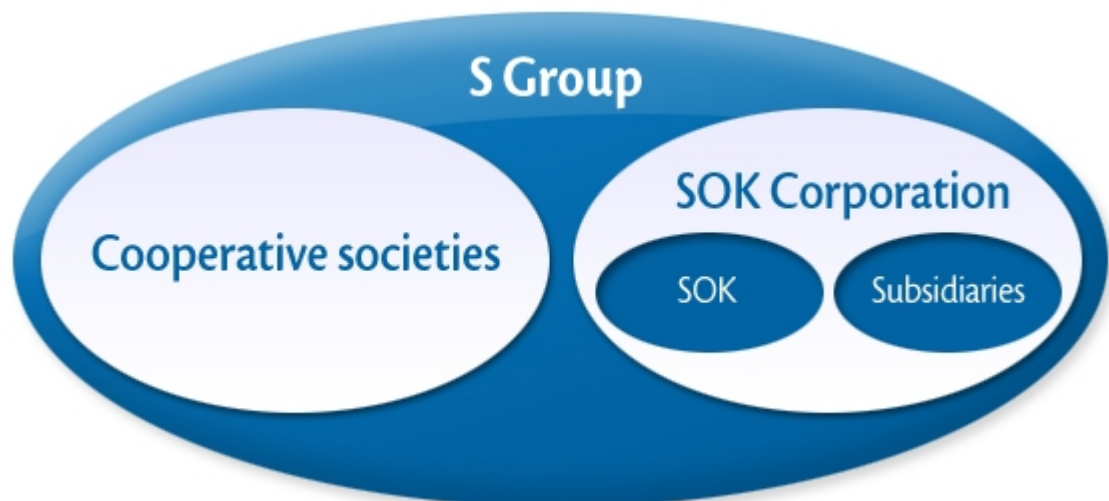 S Group
Cooperative societies
SOK Corporation
SOK
Subsidiaries